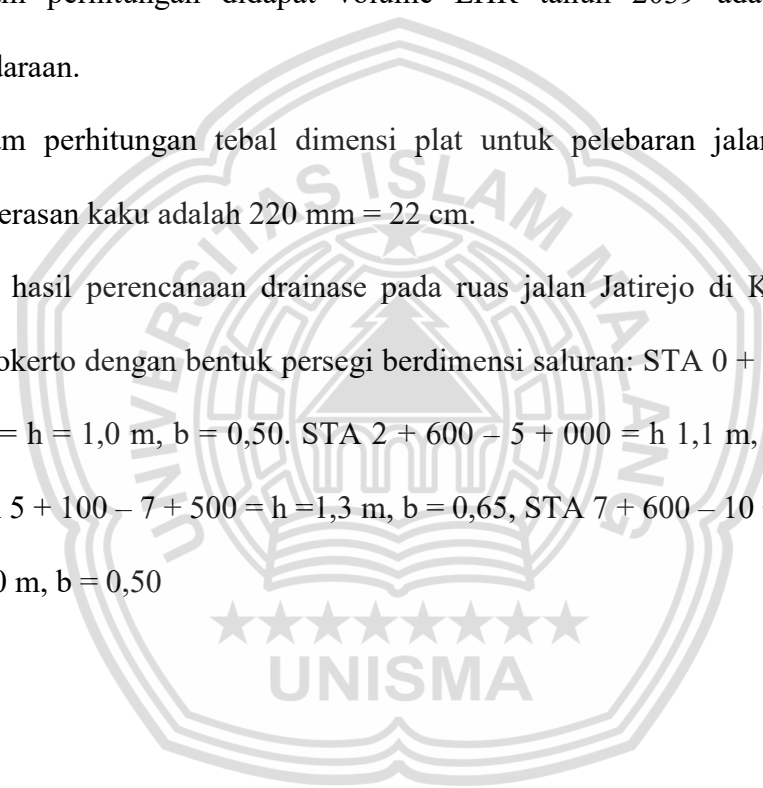 perhitungan didapat volume LHR tahun 2039
daraan.
perhitungan tebal dimensi plat untuk pelebaran jalan
erasan kaku adalah 220 mm = 22 cm.
hasil perencanaan drainase pada ruas jalan Jatirejo di K
okerto dengan bentuk persegi berdimensi saluran: STA 0 +
= h = 1,0 m, b = 0,50. STA 2 + 600 – 5 + 000 = h 1,1 m,
5 + 100 – 7 + 500 = h =1,3 m, b = 0,65, STA 7 + 600 – 10
0 m, b = 0,50
UNIVERSITAS ISLAM MALANG
UNISMA